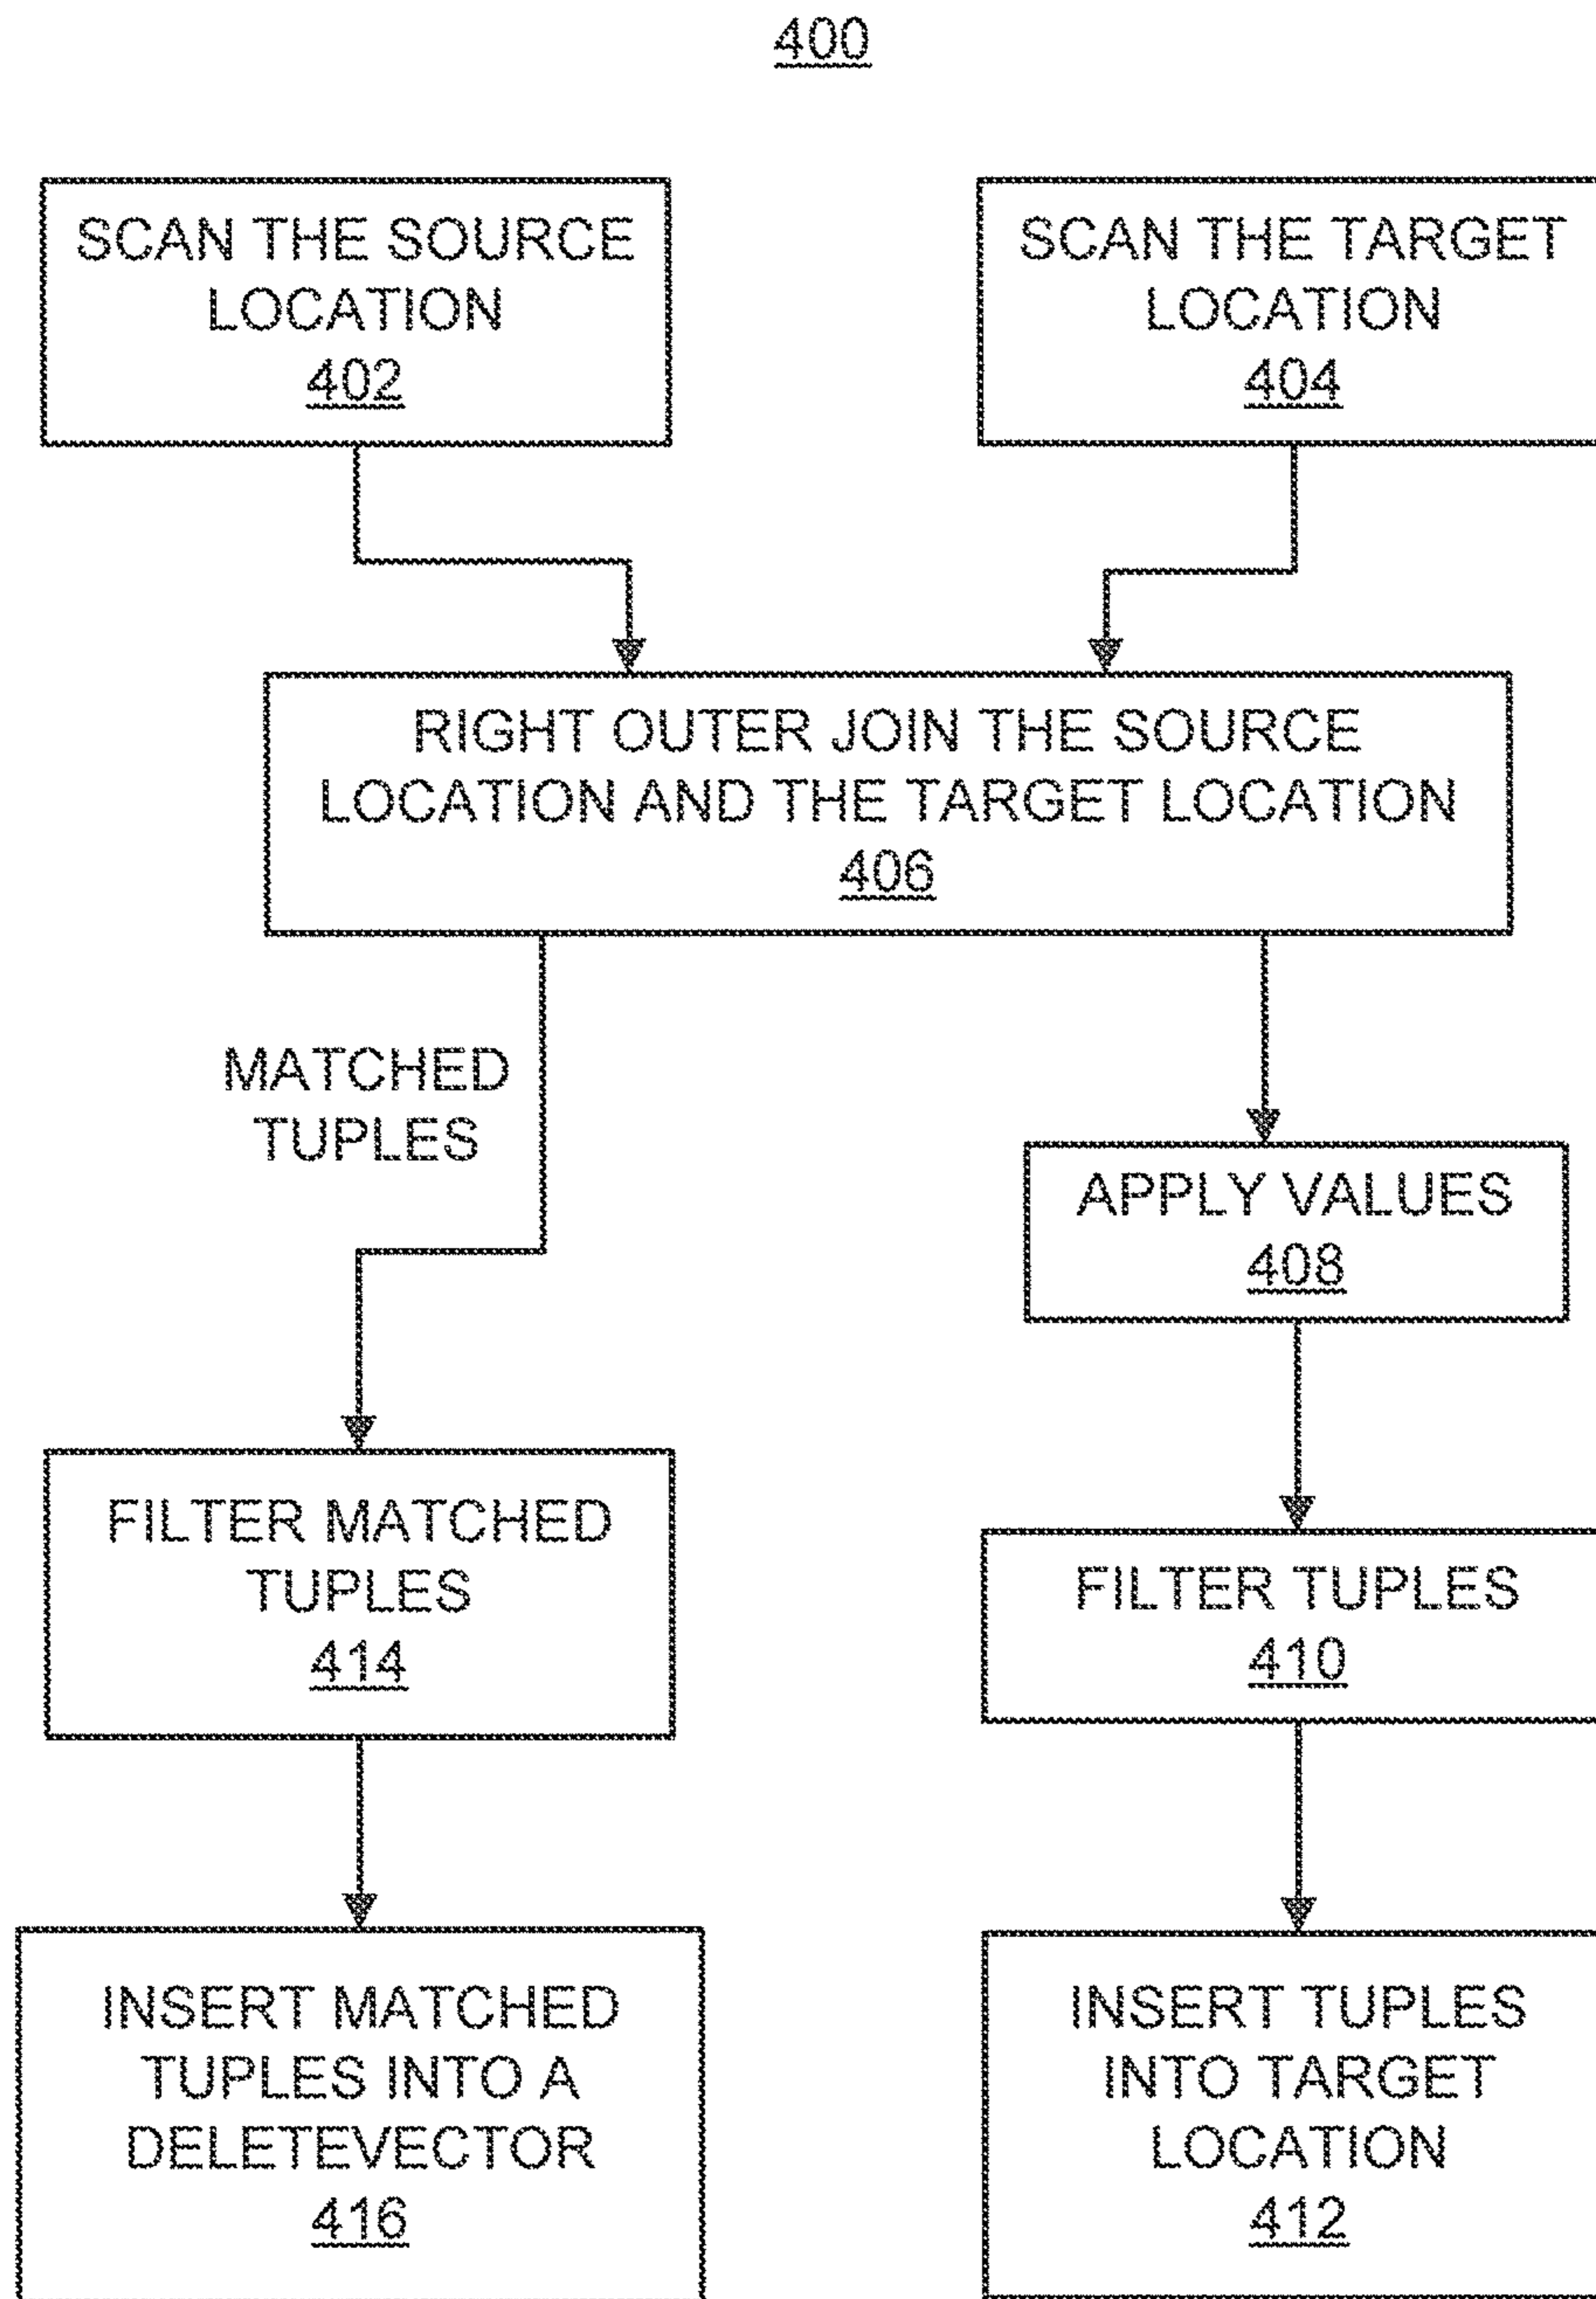 400
SCAN THE SOURCE
LOCATION
402
SCAN THE TARGET
LOCATION
404
RIGHT OUTER JOIN THE SOURCE
LOCATION AND THE TARGET LOCATION
406
MATCHED
TUPLES
APPLY VALUES
408
FILTER MATCHED
TUPLES
414
FILTER TUPLES
410
INSERT MATCHED
TUPLES INTO A
DELETEVECTOR
416
INSERT TUPLES
INTO TARGET
LOCATION
412